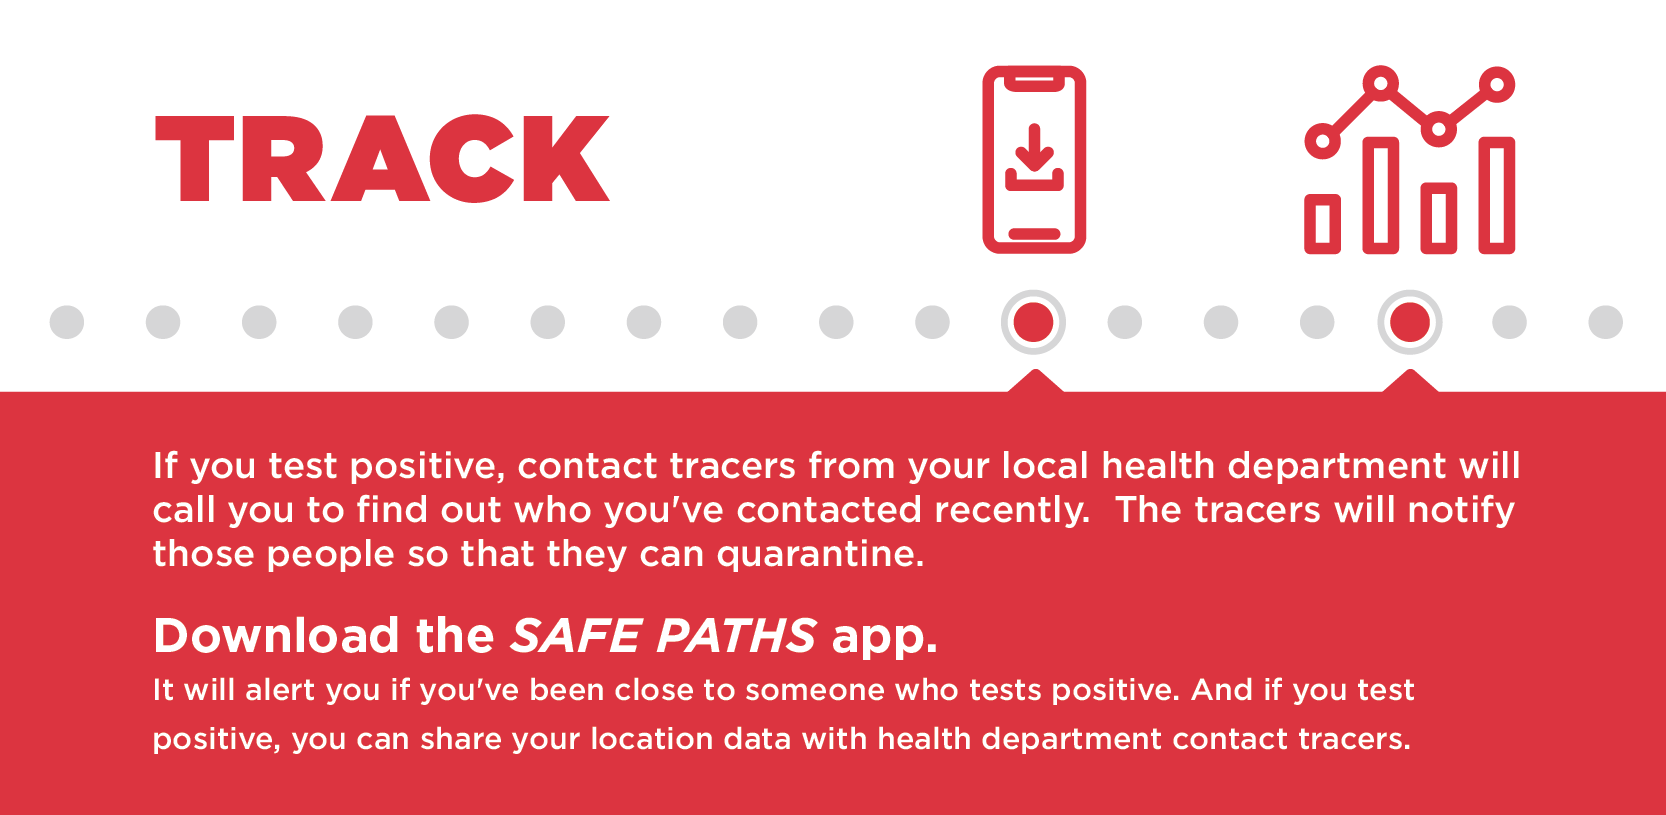 TRACK
If you test positive, contact tracers from your local health department will
call you to find out who you've contacted recently.  The tracers will notify
those people so that they can quarantine.
Download the SAFE PATHS app.
It will alert you if you've been close to someone who tests positive. And if you test
positive, you can share your location data with health department contact tracers.